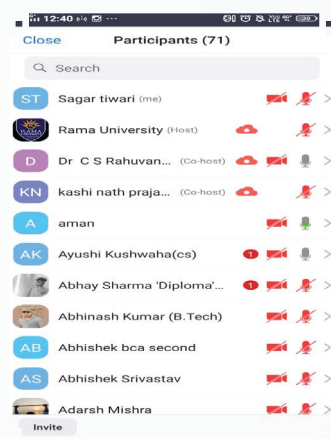 12:40
Close Participants (71)
Search
ST Sagar tiwari (me)
RAMA Rama University (Host)
D Dr C S Rahuvan... (Co-host)
KN kashi nath praja... (Co-host)
A aman
AK Ayushi Kushwaha(cs) 1
Abhay Sharma 'Diploma'... 1
Abhinash Kumar (B.Tech)
AB Abhishek bca second
AS Abhishek Srivastav
Adarsh Mishra
Invite